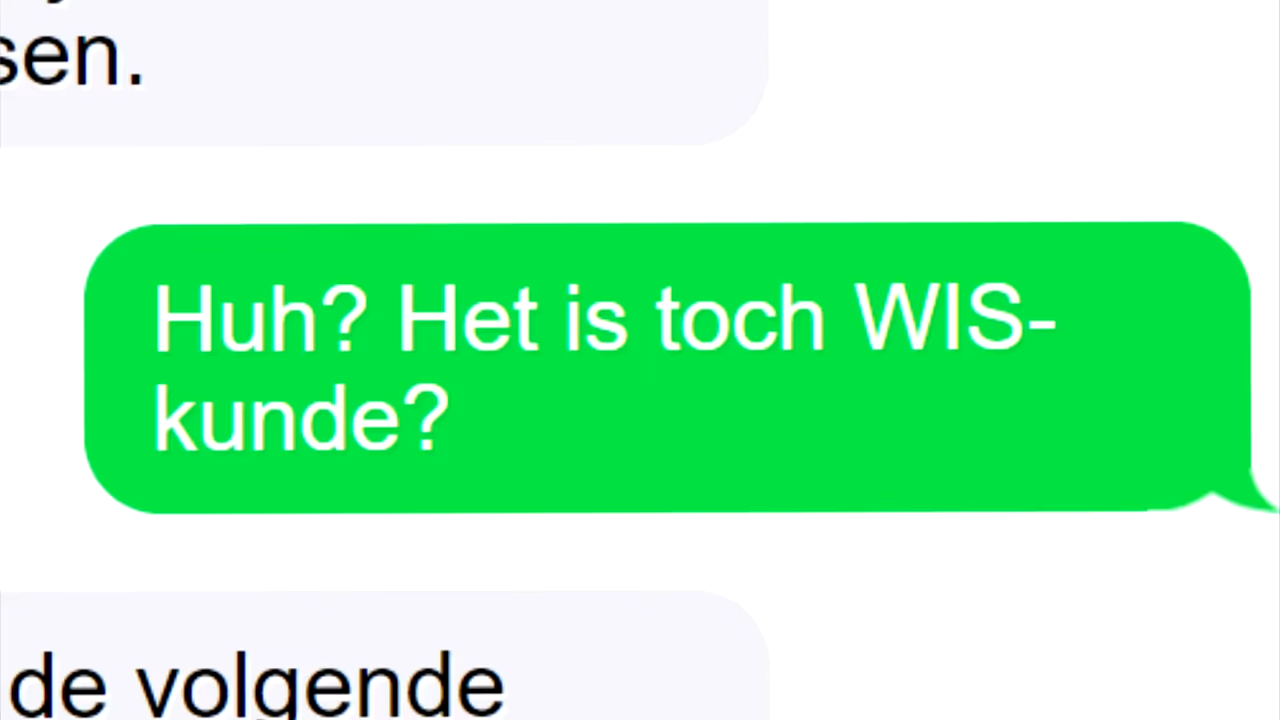 sen.
Huh? Het is toch WIS-
kunde?
de volgende